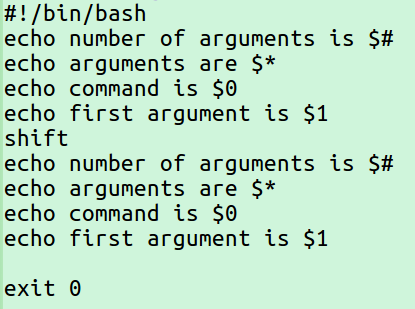 #!/bin/bash
echo number of arguments is $#
echo arguments are $*
echo command is $0
echo first argument is $1
shift
echo number of arguments is $#
echo arguments are $*
echo command is $0
echo first argument is $1
exit 0